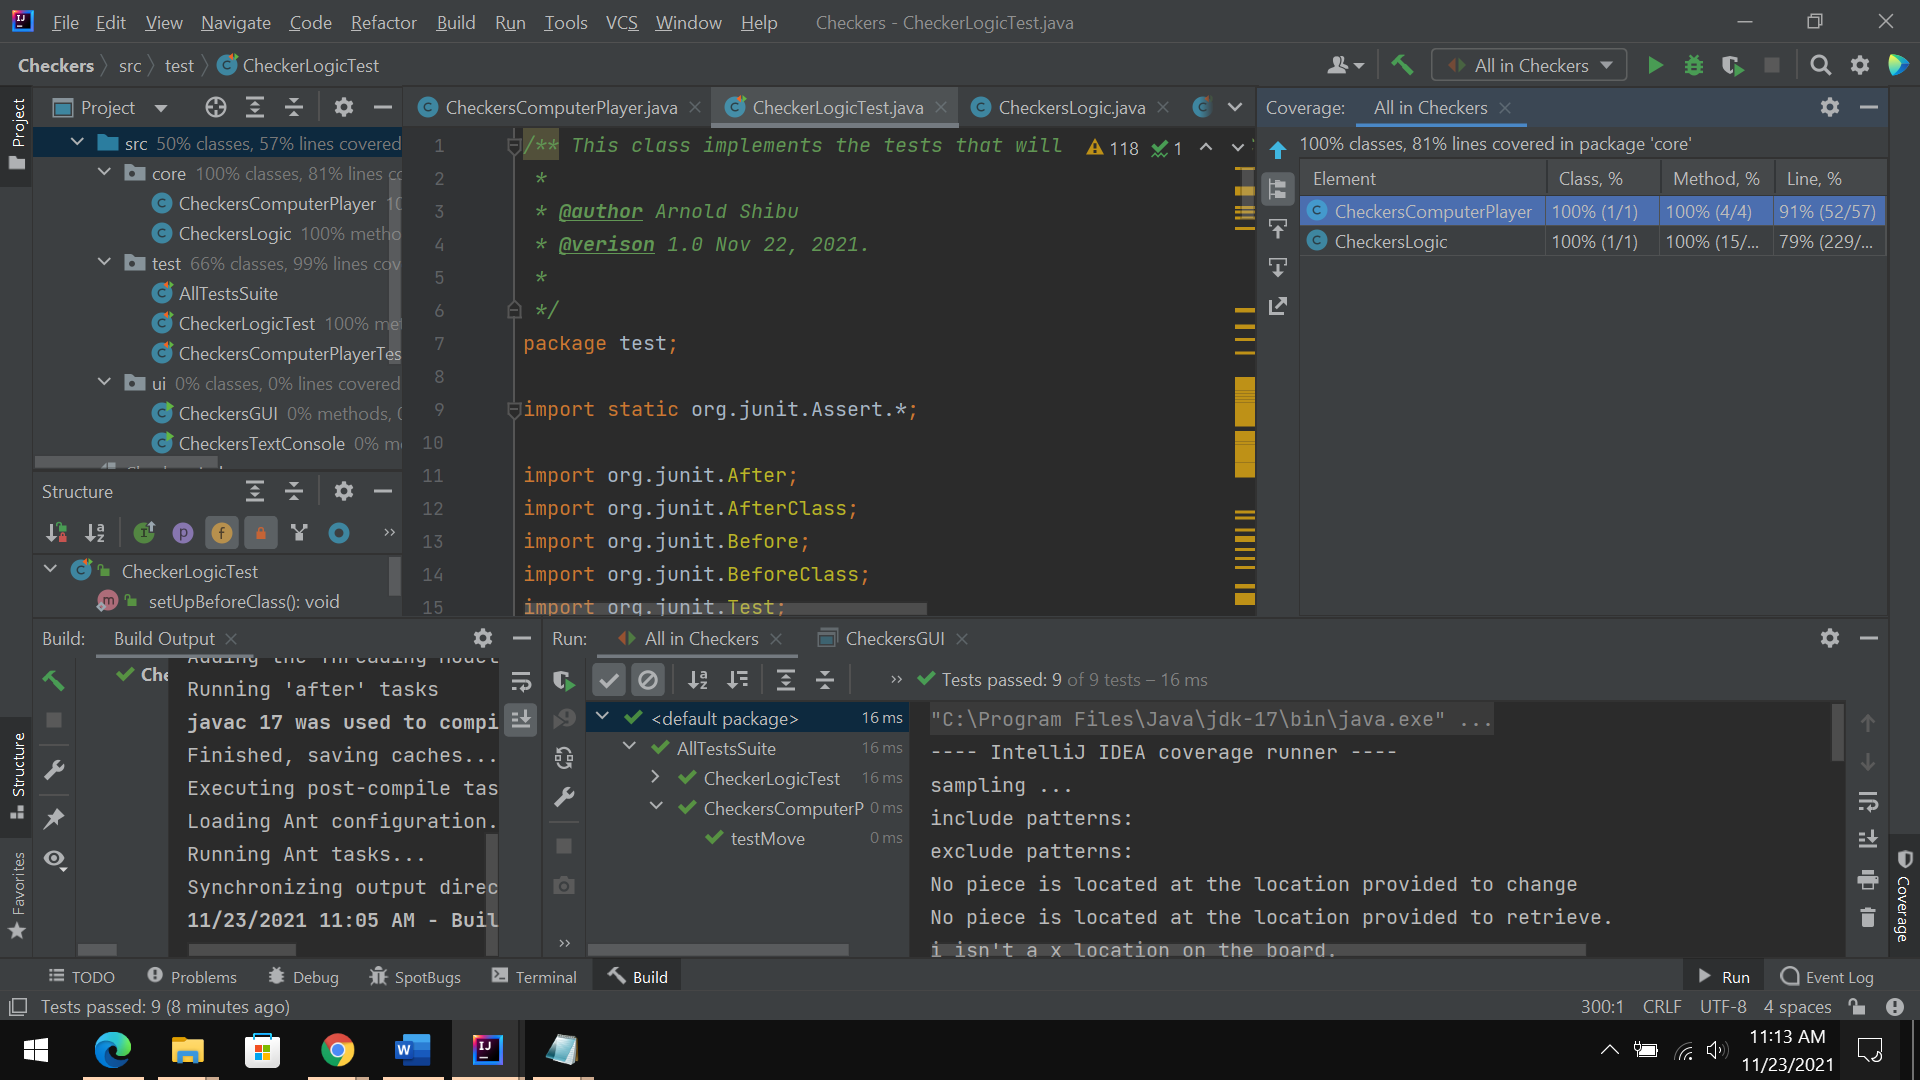 File Edit View Navigate Code Refactor Build Run Tools VCS Window Help Checkers - CheckerLogicTest.java
Checkers src test CheckerLogicTest All in Checkers
Project
Project
CheckersComputerPlayer.java CheckerLogicTest.java CheckersLogic.java
Coverage: All in Checkers
src 50% classes, 57% lines covered
core 100% classes, 81% lines
CheckersComputerPlayer
CheckersLogic 100%
test 66% classes, 99% lines
AllTestsSuite
CheckerLogicTest 100%
CheckersComputerPlayerTes
ui 0% classes, 0% lines covered
CheckersGUI 0% methods,
CheckersTextConsole 0%
1 /** This class implements the tests that will 118 1
2 *
3 * @author Arnold Shibu
4 * @verison 1.0 Nov 22, 2021.
5 *
6 */
7 package test;
8
9 import static org.junit.Assert.*;
10
11 import org.junit.After;
12 import org.junit.AfterClass;
13 import org.junit.Before;
14 import org.junit.BeforeClass;
15 import org.junit.Test;
100% classes, 81% lines covered in package 'core'
Element Class, % Method, % Line, %
CheckersComputerPlayer 100% (1/1) 100% (4/4) 91% (52/57)
CheckersLogic 100% (1/1) 100% (15/... 79% (229/...
Structure
CheckerLogicTest
setUpBeforeClass(): void
Build: Build Output
Che
Adding the Threading Model
Running 'after' tasks
javac 17 was used to compi
Finished, saving caches...
Executing post-compile tas
Loading Ant configuration.
Running Ant tasks...
Synchronizing output direc
11/23/2021 11:05 AM - Buil
Run: All in Checkers CheckersGUI
Tests passed: 9 of 9 tests – 16 ms
<default package> 16 ms
AllTestsSuite 16 ms
CheckerLogicTest 16 ms
CheckersComputerP 0 ms
testMove 0 ms
"C:\Program Files\Java\jdk-17\bin\java.exe" ...
---- IntelliJ IDEA coverage runner ----
sampling ...
include patterns:
exclude patterns:
No piece is located at the location provided to change
No piece is located at the location provided to retrieve.
i isn't a x location on the board.
Structure
Favorites
Coverage
TODO Problems Debug SpotBugs Terminal Build Run Event Log
Tests passed: 9 (8 minutes ago) 300:1 CRLF UTF-8 4 spaces
11:13 AM
11/23/2021